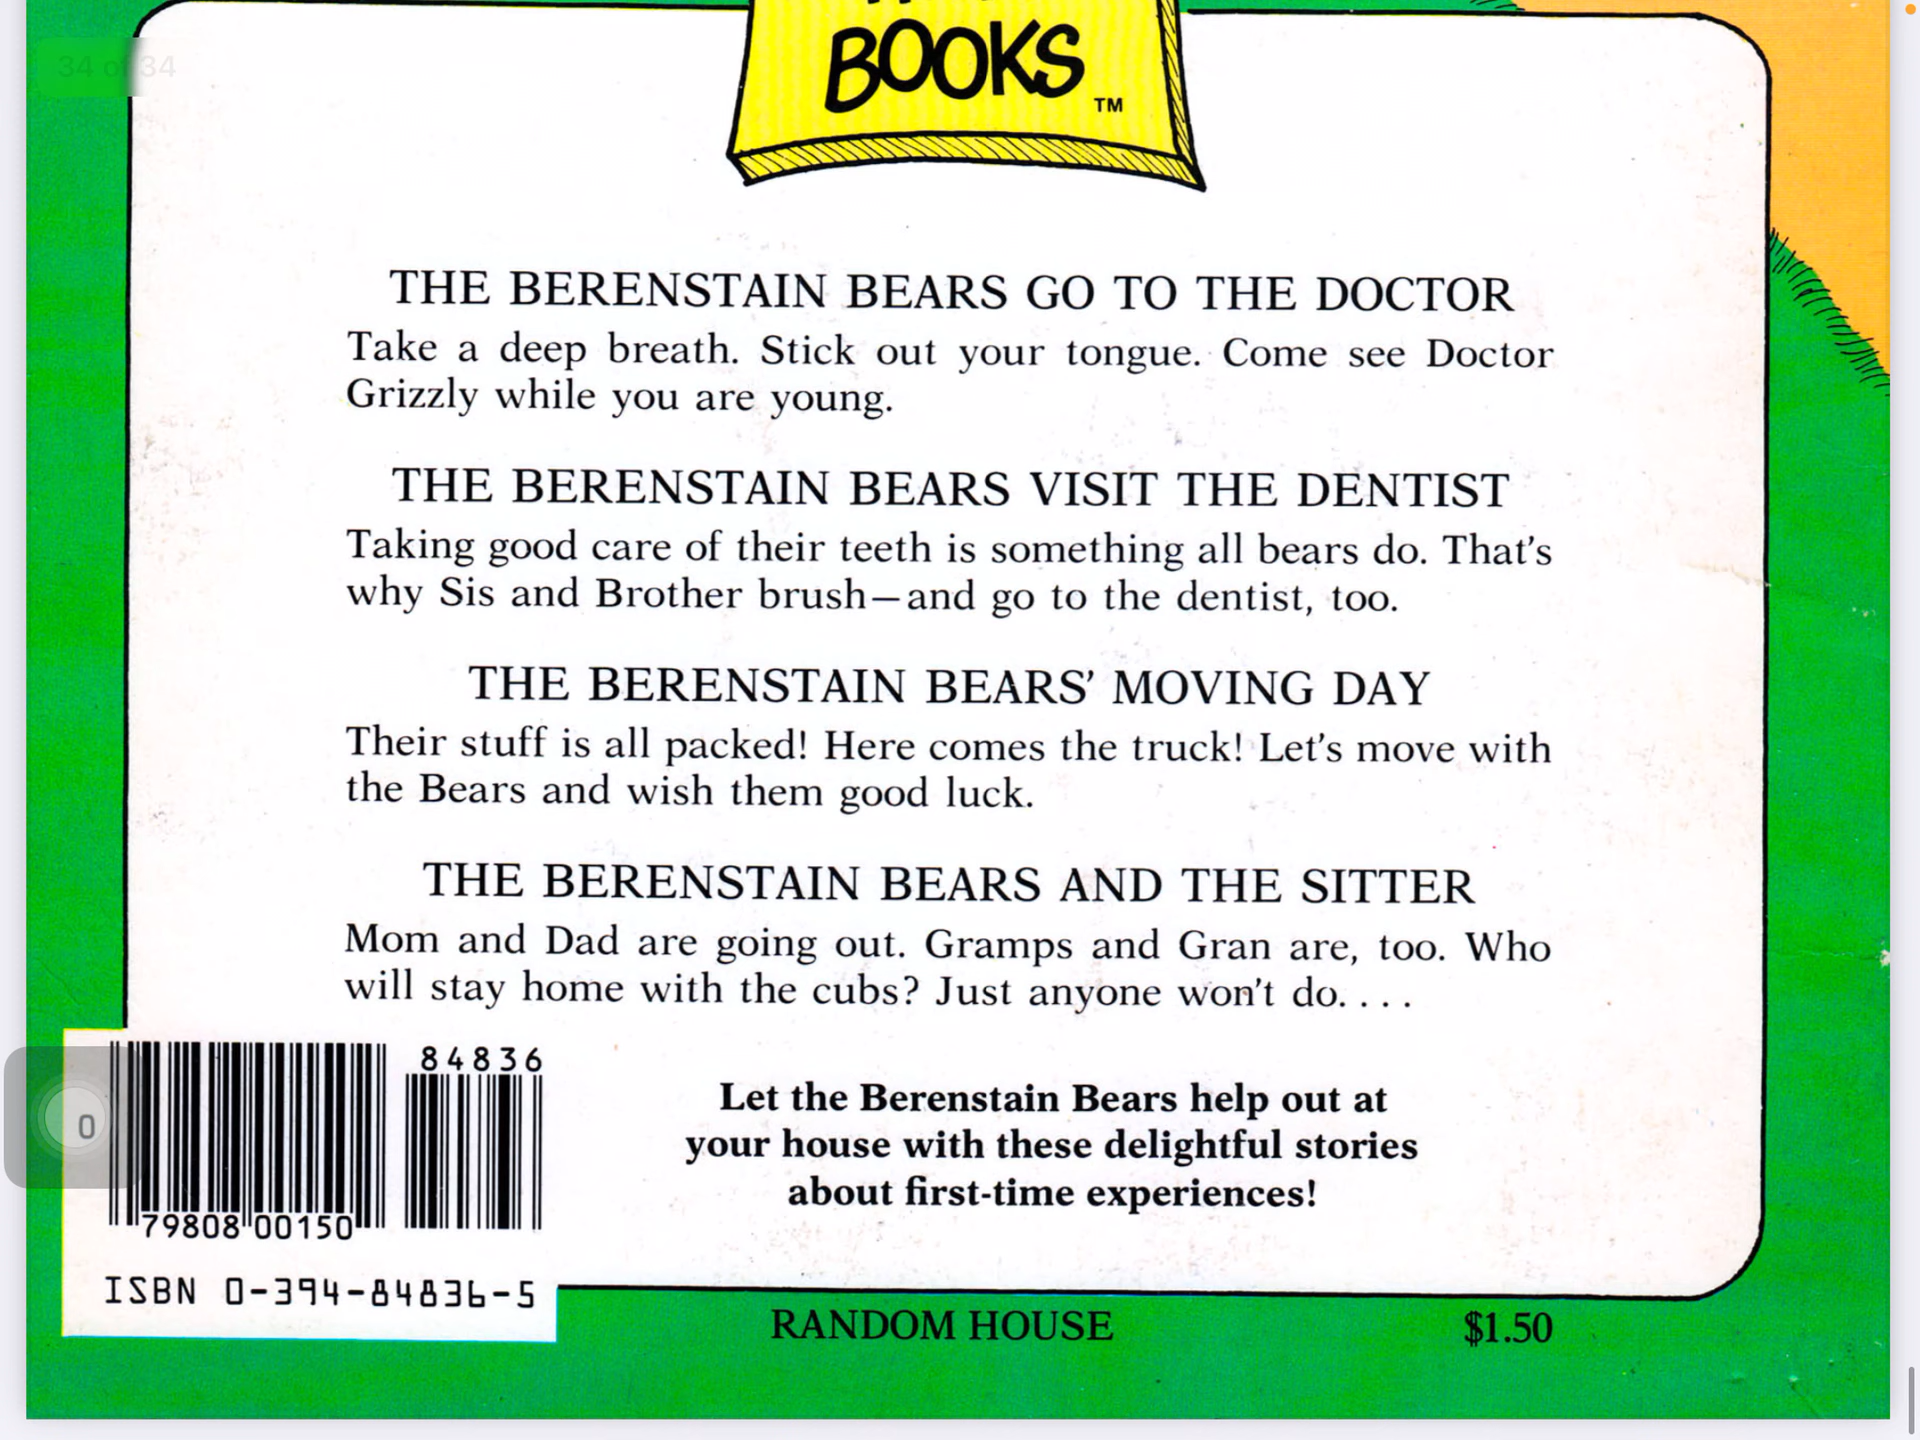 34 of 34
BOOKS
TM
THE BERENSTAIN BEARS GO TO THE DOCTOR
Take a deep breath. Stick out your tongue. Come see Doctor
Grizzly while you are young.
THE BERENSTAIN BEARS VISIT THE DENTIST
Taking good care of their teeth is something all bears do. That's
why Sis and Brother brush—and go to the dentist, too.
THE BERENSTAIN BEARS' MOVING DAY
Their stuff is all packed! Here comes the truck! Let's move with
the Bears and wish them good luck.
THE BERENSTAIN BEARS AND THE SITTER
Mom and Dad are going out. Gramps and Gran are, too. Who
will stay home with the cubs? Just anyone won't do. . . .
84836
0
79808 00150
ISBN 0-394-84836-5
Let the Berenstain Bears help out at
your house with these delightful stories
about first-time experiences!
RANDOM HOUSE
$1.50